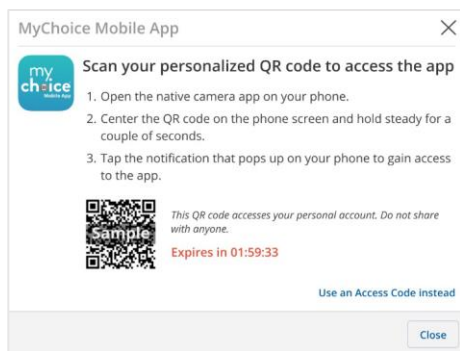 MyChoice Mobile App
my
choice
Mobile App
Scan your personalized QR code to access the app
1. Open the native camera app on your phone.
2. Center the QR code on the phone screen and hold steady for a
couple of seconds.
3. Tap the notification that pops up on your phone to gain access
to the app.
Sample
This QR code accesses your personal account. Do not share
with anyone.
Expires in 01:59:33
Use an Access Code instead
Close